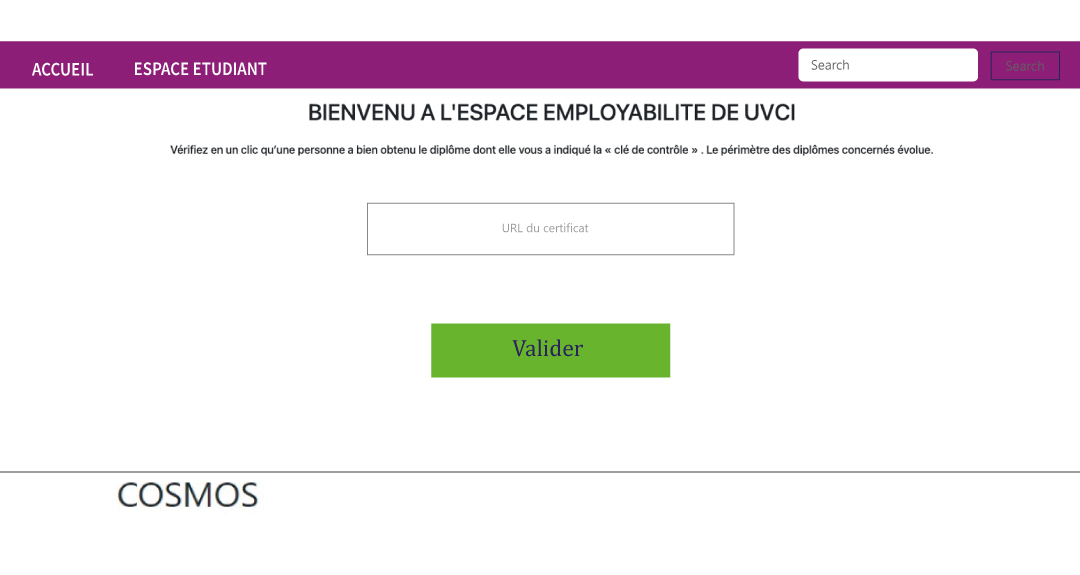 ACCUEIL ESPACE ETUDIANT Search Search
BIENVENU A L'ESPACE EMPLOYABILITE DE UVCI
Vérifiez en un clic qu'une personne a bien obtenu le diplôme dont elle vous a indiqué la « clé de contrôle » . Le périmètre des diplômes concernés évolue.
URL du certificat
Valider
COSMOS